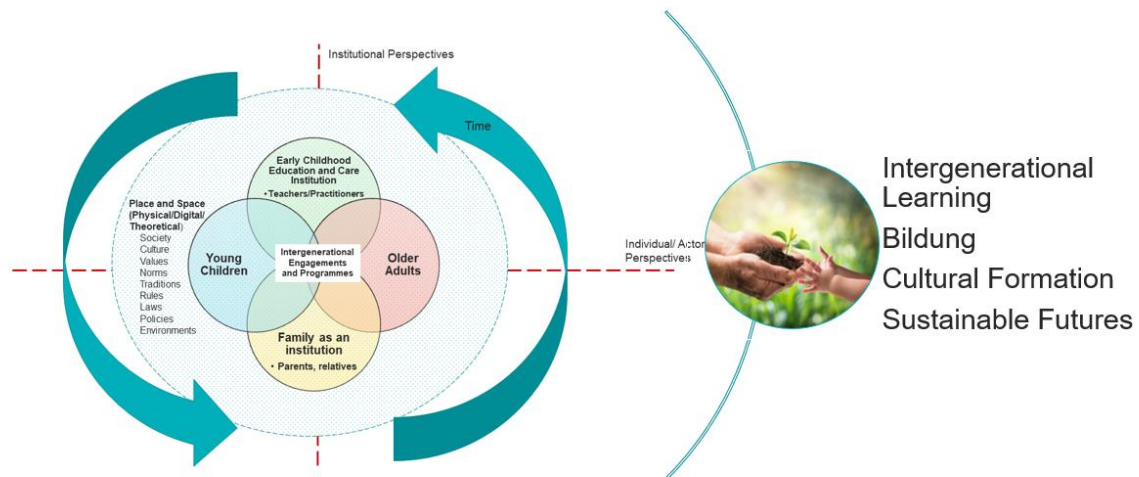 Institutional Perspectives
Time
Early Childhood
Education and Care
Institution
• Teachers/Practitioners
Place and Space
(Physical/Digital/
Theoretical)
Society
Culture
Values
Norms
Traditions
Rules
Laws
Policies
Environments
Young
Children
Intergenerational
Engagements
and Programmes
Older
Adults
Family as an
institution
• Parents, relatives
Individual/ Actor
Perspectives
Intergenerational
Learning
Bildung
Cultural Formation
Sustainable Futures